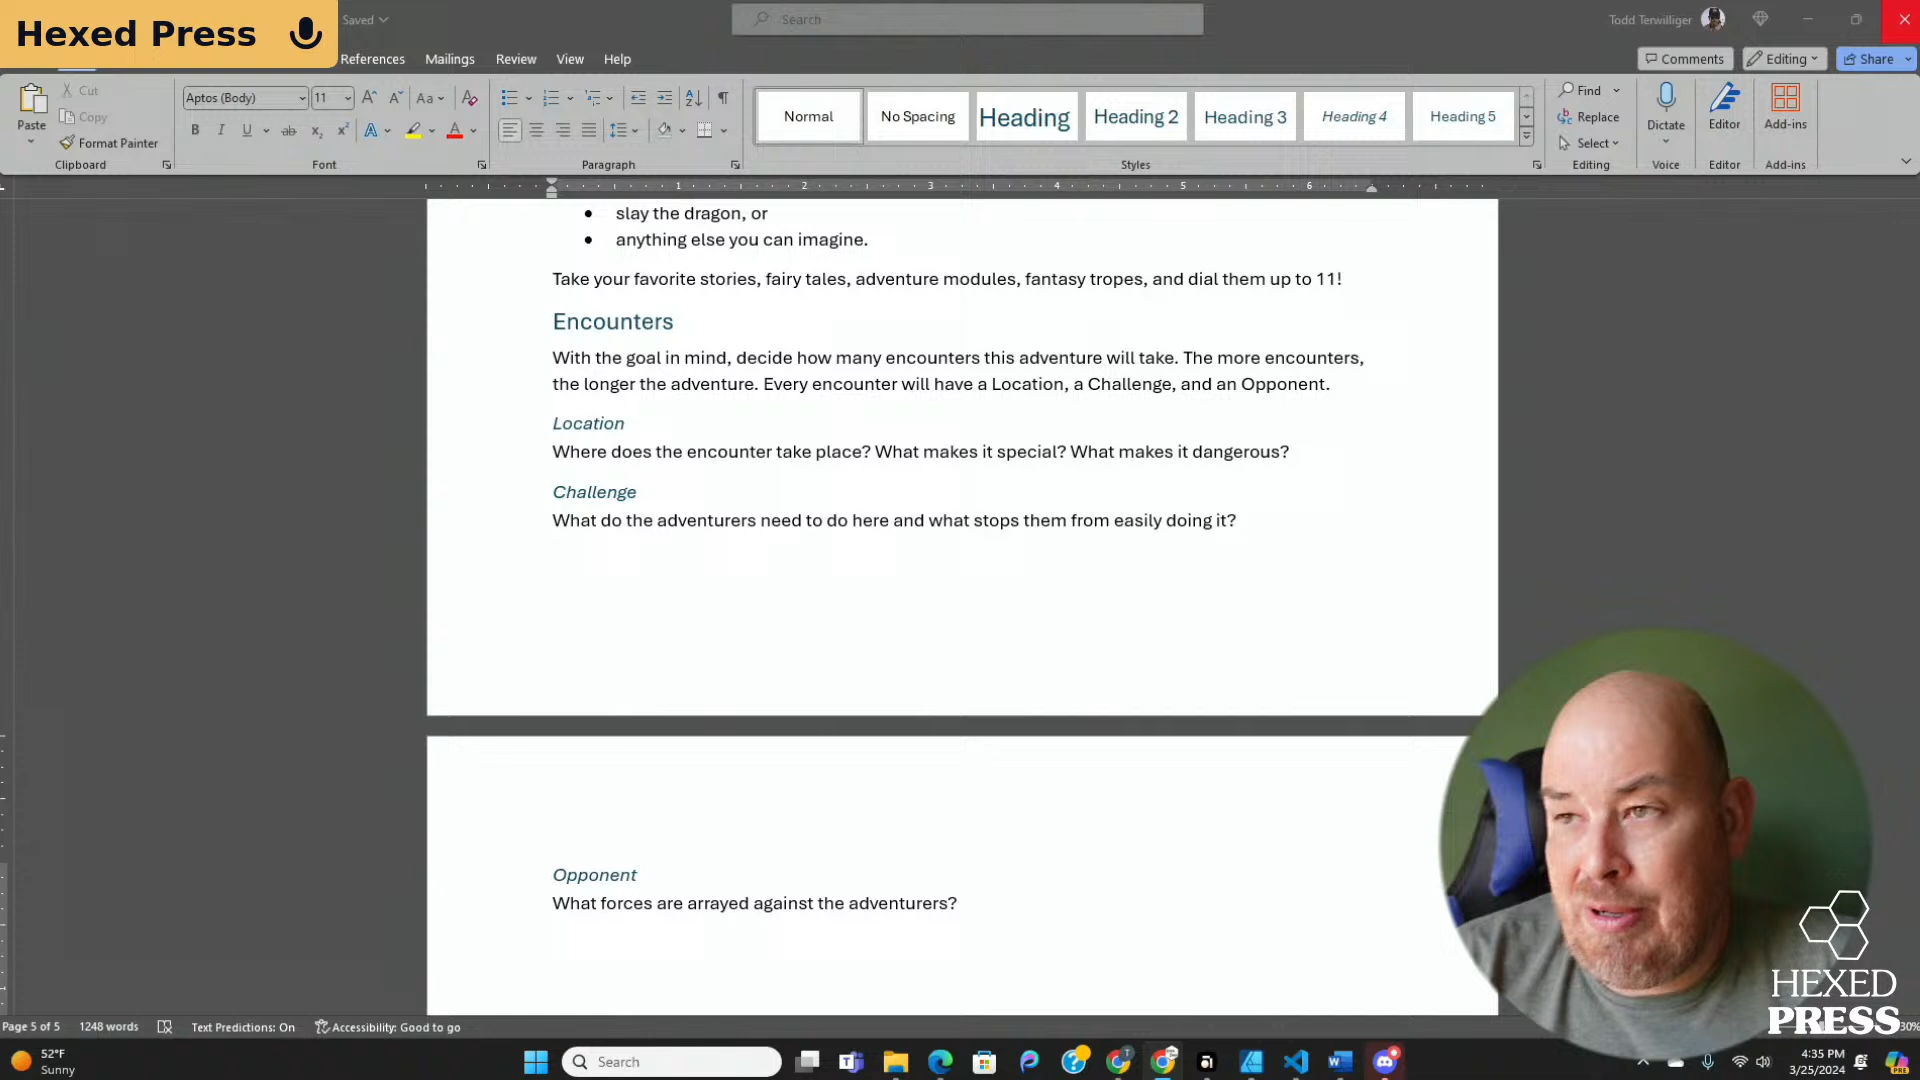 Hexed Press
Saved
Search
Todd Terwilliger
References Mailings Review View Help
Comments Editing Share
Paste
Cut
Copy
Format Painter
Clipboard
Aptos (Body) 11
Font
Paragraph
Normal No Spacing Heading Heading 2 Heading 3 Heading 4 Heading 5
Styles
Find
Replace
Select
Editing
Dictate
Voice
Editor
Editor
Add-ins
Add-ins
1 2 3 4 5 6
• slay the dragon, or
• anything else you can imagine.
Take your favorite stories, fairy tales, adventure modules, fantasy tropes, and dial them up to 11!
Encounters
With the goal in mind, decide how many encounters this adventure will take. The more encounters,
the longer the adventure. Every encounter will have a Location, a Challenge, and an Opponent.
Location
Where does the encounter take place? What makes it special? What makes it dangerous?
Challenge
What do the adventurers need to do here and what stops them from easily doing it?
Opponent
What forces are arrayed against the adventurers?
HEXED
PRESS
Page 5 of 5 1248 words Text Predictions: On Accessibility: Good to go
52°F
Sunny
Search
4:35 PM
3/25/2024